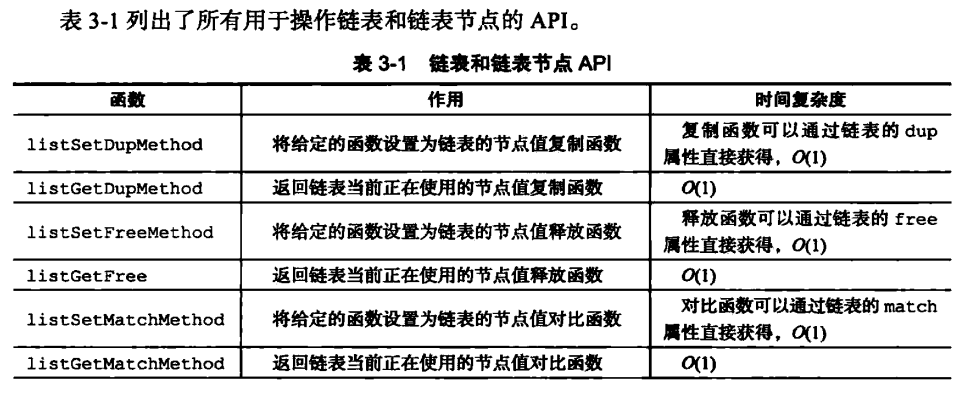 表 3-1 列出了所有用于操作链表和链表节点的 API。
表 3-1 链表和链表节点 API
函数 作用 时间复杂度
listSetDupMethod 将给定的函数设置为链表的节点值复制函数 复制函数可以通过链表的 dup
属性直接获得，O(1)
listGetDupMethod 返回链表当前正在使用的节点值复制函数 O(1)
listSetFreeMethod 将给定的函数设置为链表的节点值释放函数 释放函数可以通过链表的 free
属性直接获得，O(1)
listGetFree 返回链表当前正在使用的节点值释放函数 O(1)
listSetMatchMethod 将给定的函数设置为链表的节点值对比函数 对比函数可以通过链表的 match
属性直接获得，O(1)
listGetMatchMethod 返回链表当前正在使用的节点值对比函数 O(1)